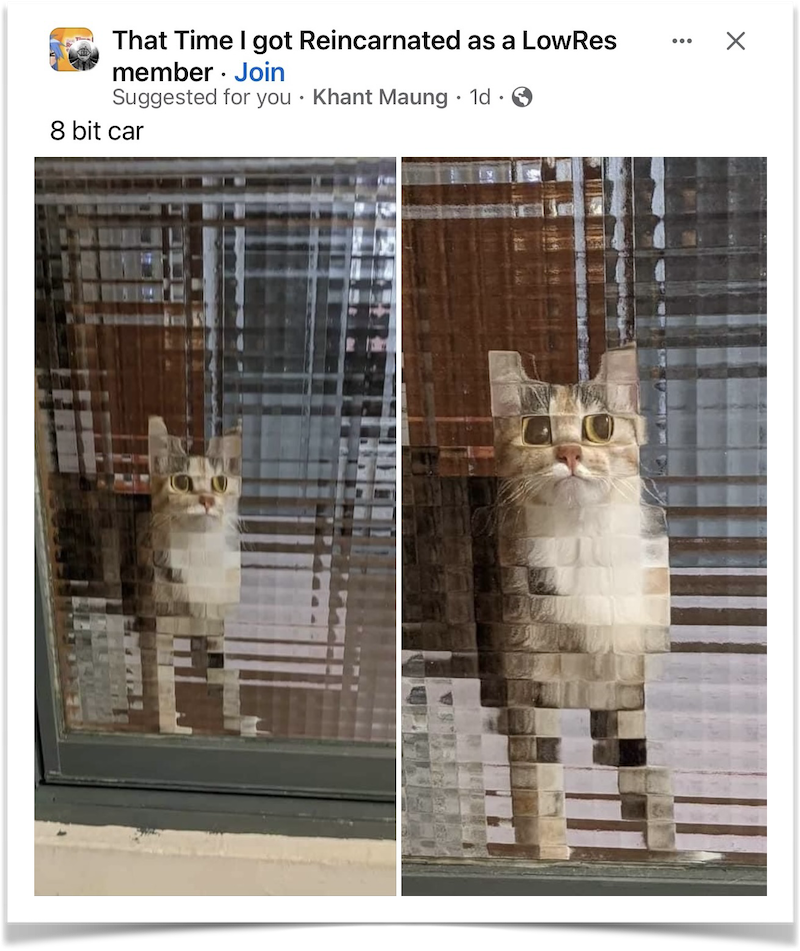 That Time I got Reincarnated as a LowRes
member · Join
Suggested for you · Khant Maung · 1d ·
8 bit car